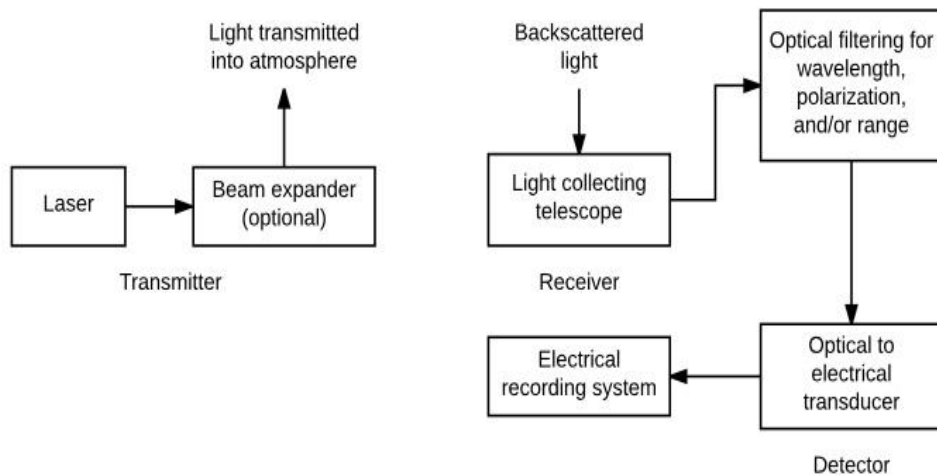 Light transmitted
into atmosphere
Laser
Beam expander
(optional)
Transmitter
Backscattered
light
Light collecting
telescope
Receiver
Optical filtering for
wavelength,
polarization,
and/or range
Optical to
electrical
transducer
Detector
Electrical
recording system